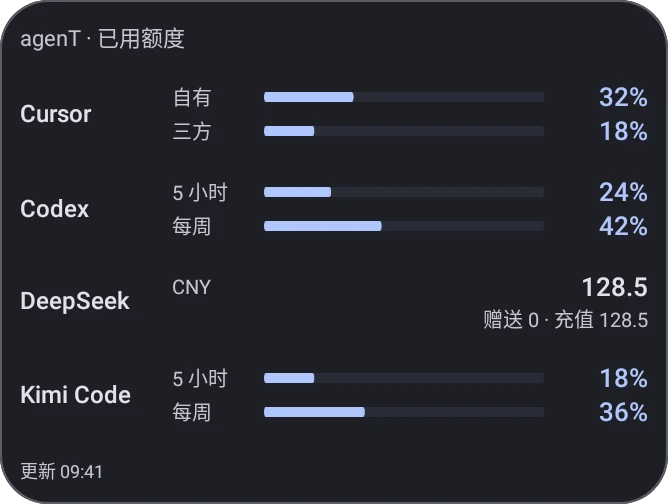 agenT · 已用额度
Cursor
自有 32%
三方 18%
Codex
5 小时 24%
每周 42%
DeepSeek
CNY 128.5
赠送 0 · 充值 128.5
Kimi Code
5 小时 18%
每周 36%
更新 09:41